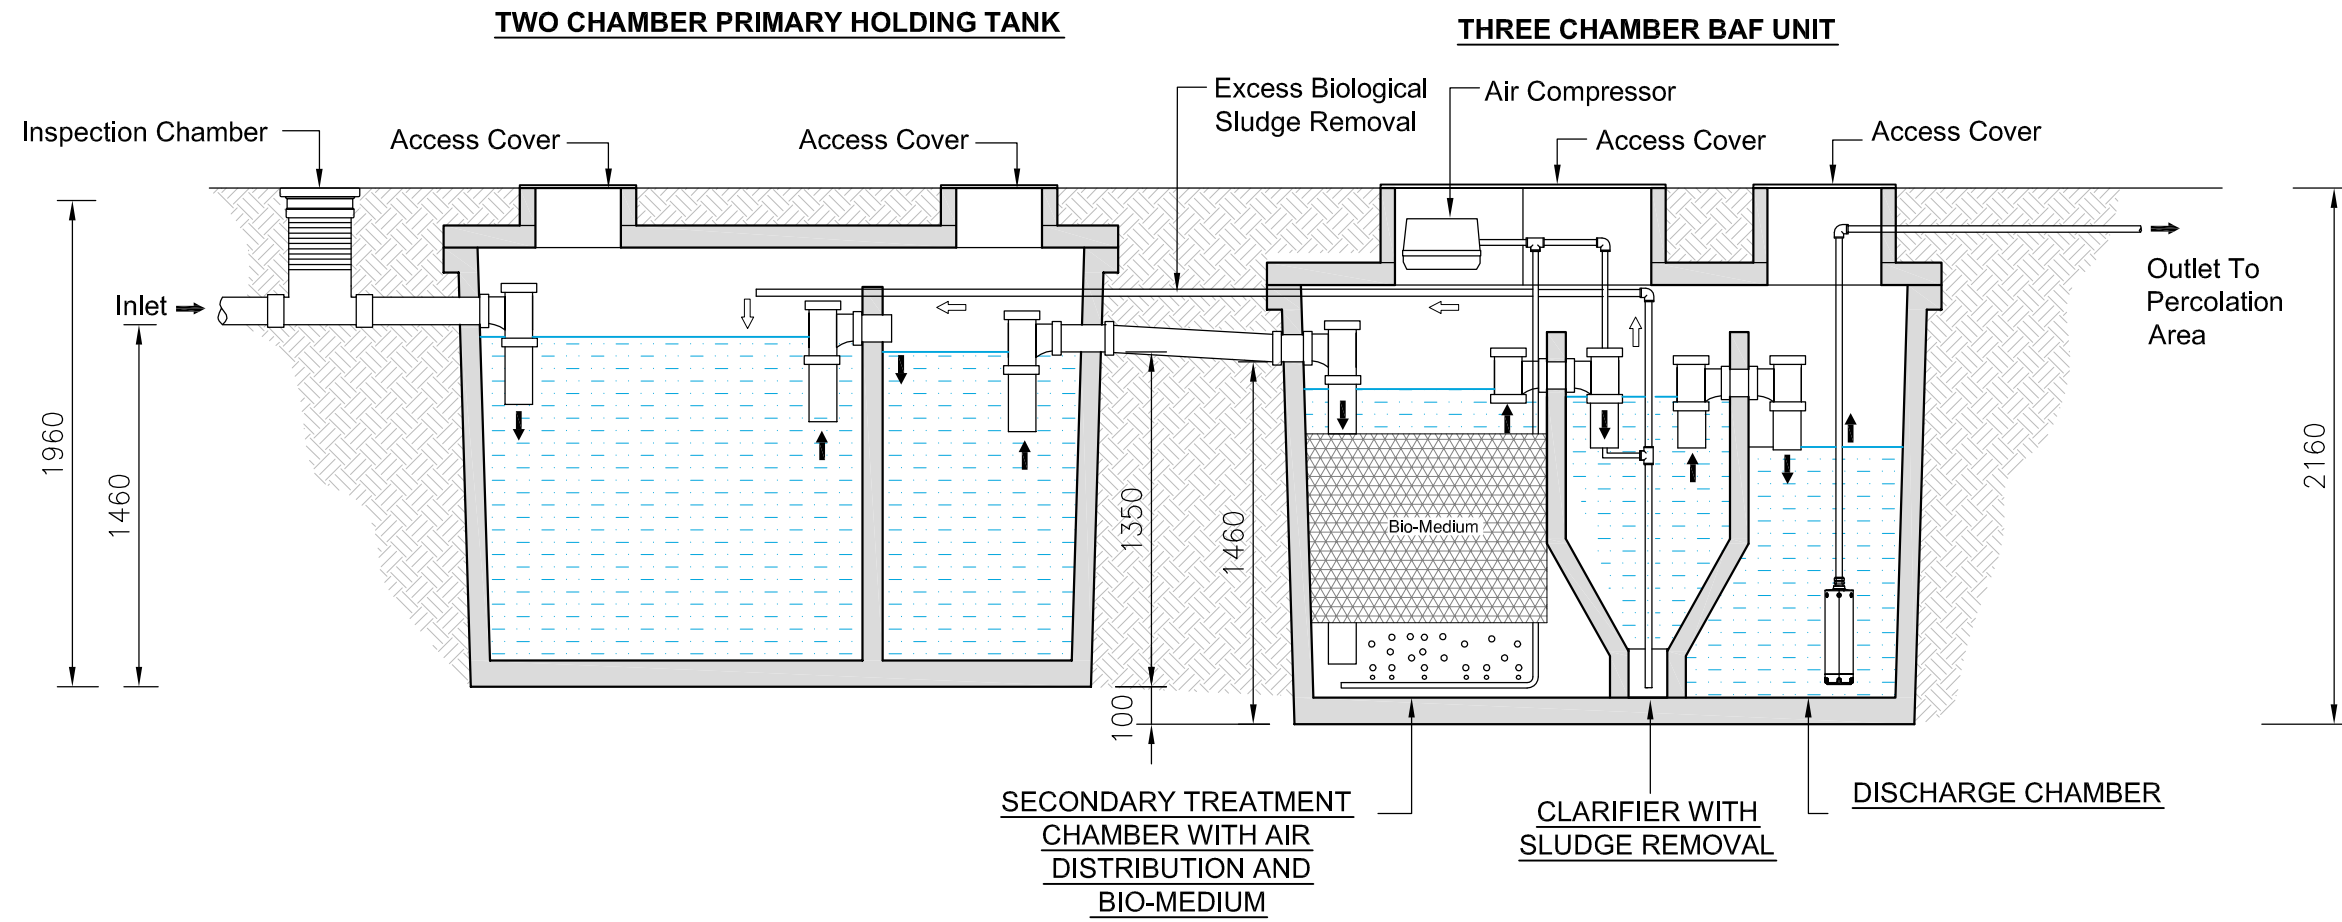 TWO CHAMBER PRIMARY HOLDING TANK
THREE CHAMBER BAF UNIT
Inspection Chamber
Access Cover
Access Cover
Excess Biological
Sludge Removal
Air Compressor
Access Cover
Access Cover
Inlet
Outlet To
Percolation
Area
1960
1460
1350
1460
100
2160
Bio-Medium
SECONDARY TREATMENT
CHAMBER WITH AIR
DISTRIBUTION AND
BIO-MEDIUM
CLARIFIER WITH
SLUDGE REMOVAL
DISCHARGE CHAMBER